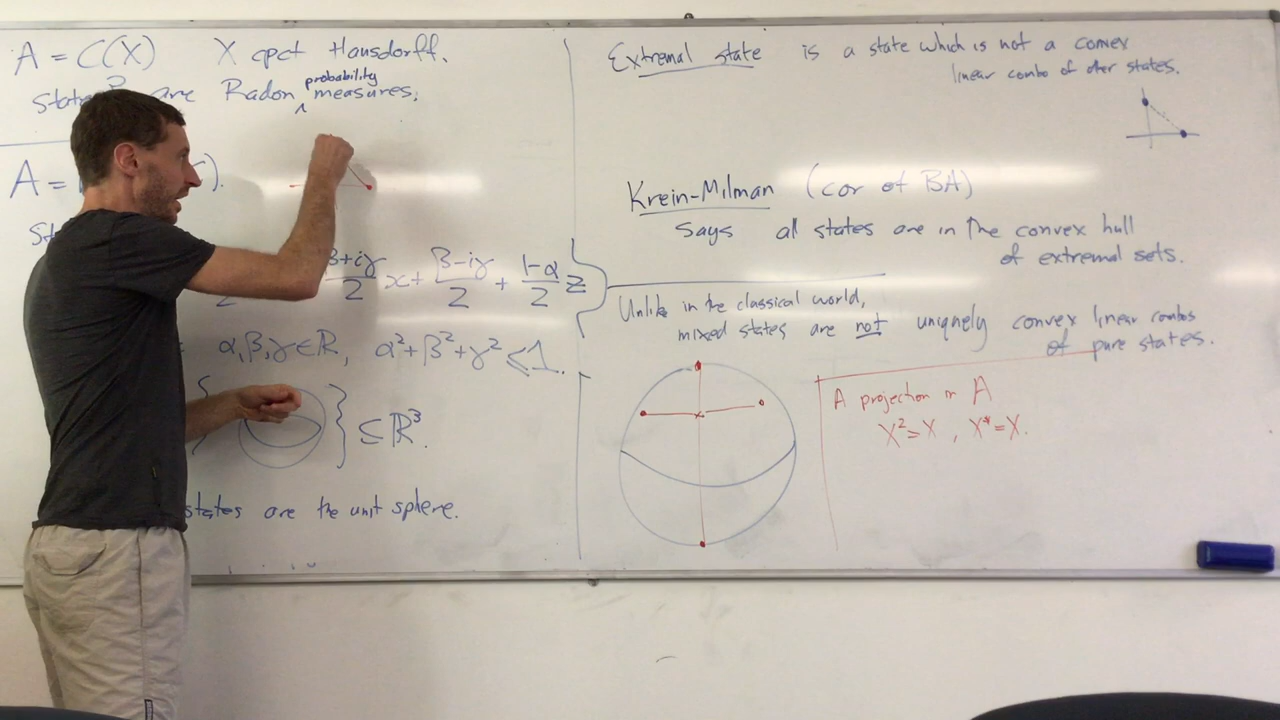 A = C(X) X cpct Hausdorff.
are Radon probability measures,
A =
β+iγ/2 x + β-iγ/2 + 1-α/2 z
α,β,γ∈ℝ, α²+β²+γ² ⩽ 1.
} ⊆ ℝ³.
states are the unit sphere.
Extremal state is a state which is not a convex
linear combo of other states.
Krein-Milman (cor of BA)
says all states are in the convex hull
of extremal sets.
Unlike in the classical world,
mixed states are not uniquely convex linear combos
of pure states.
A projection in A
X²=X, X*=X.